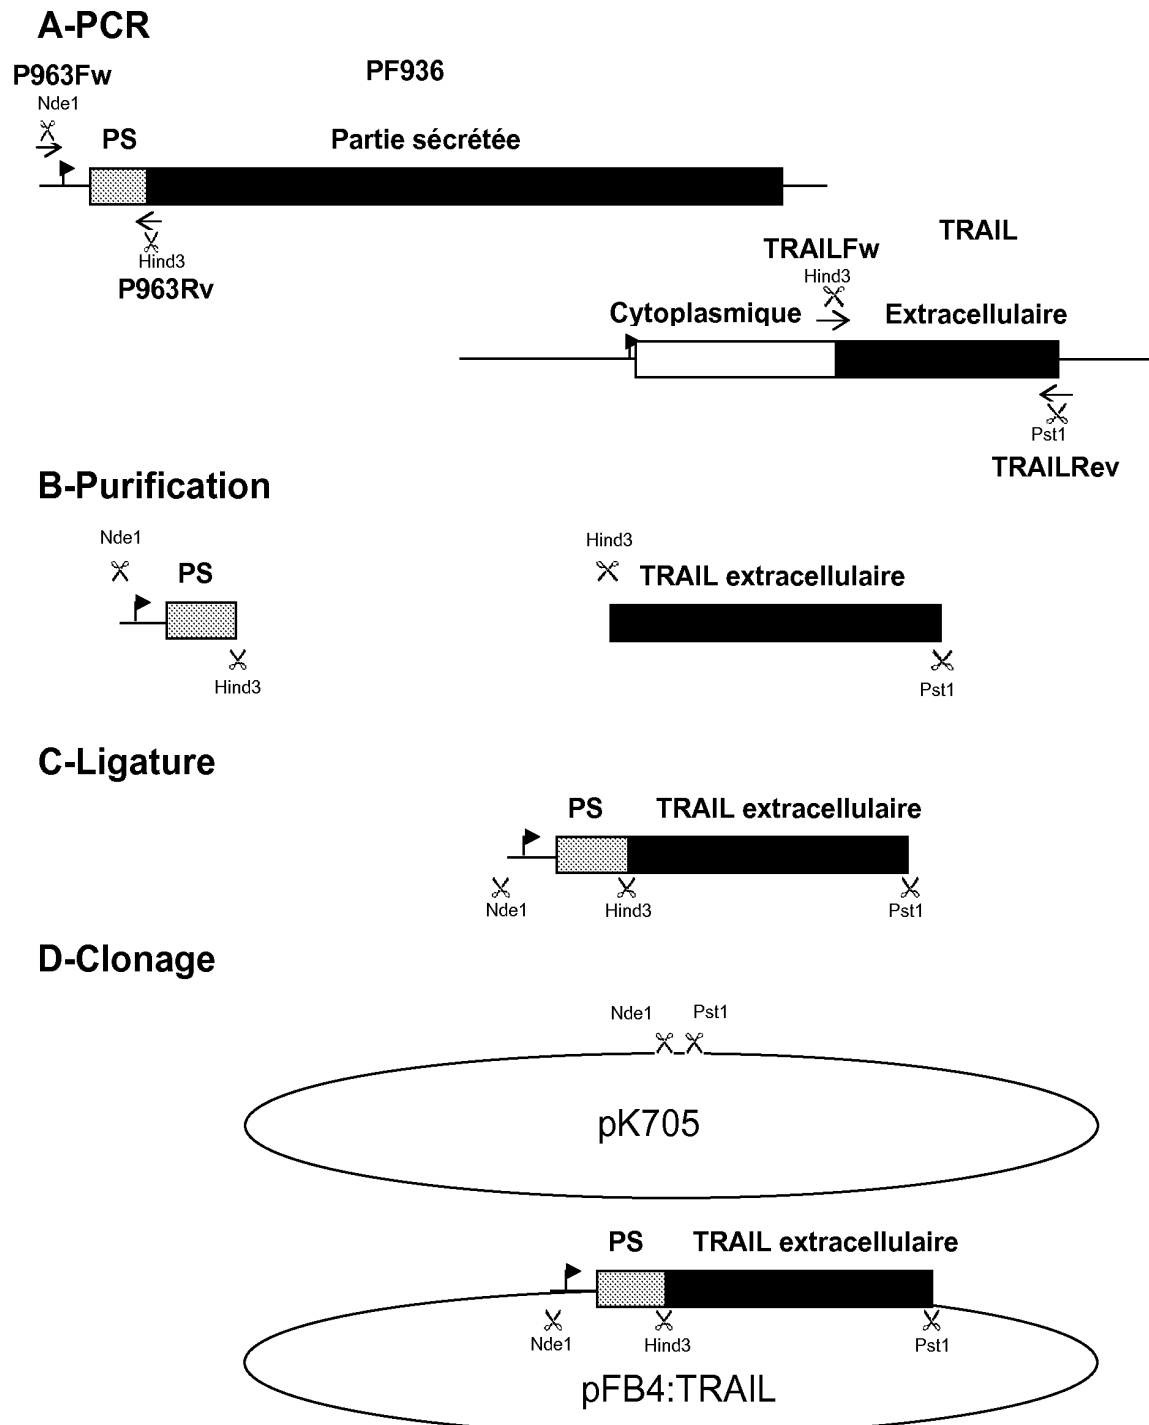 A-PCR
P963Fw
PF936
Nde1
PS
Partie sécrétée
Hind3
P963Rv
TRAIL
TRAILFw
Hind3
Cytoplasmique
Extracellulaire
Pst1
TRAILRev
B-Purification
Nde1
PS
Hind3
Hind3
TRAIL extracellulaire
Pst1
C-Ligature
PS
TRAIL extracellulaire
Nde1
Hind3
Pst1
D-Clonage
Nde1
Pst1
pK705
PS
TRAIL extracellulaire
Nde1
Hind3
Pst1
pFB4:TRAIL